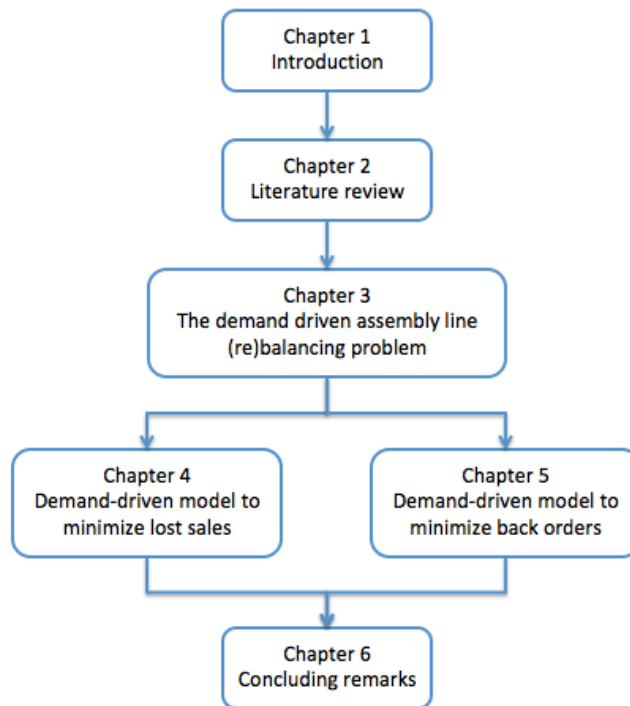 Chapter 1
Introduction
Chapter 2
Literature review
Chapter 3
The demand driven assembly line
(re)balancing problem
Chapter 4
Demand-driven model to
minimize lost sales
Chapter 5
Demand-driven model to
minimize back orders
Chapter 6
Concluding remarks